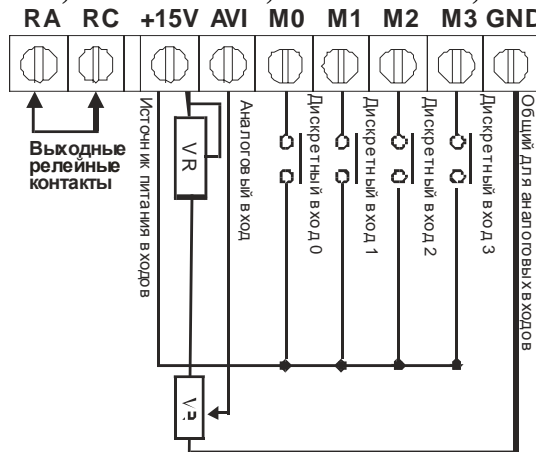 RA RC +15V AVI M0 M1 M2 M3 GND
Выходные
релейные
контакты
Источник питания входов
VR
Аналоговый вход
Дискретный вход 0
Дискретный вход 1
Дискретный вход 2
Дискретный вход 3
Общий для аналоговых входов
VR